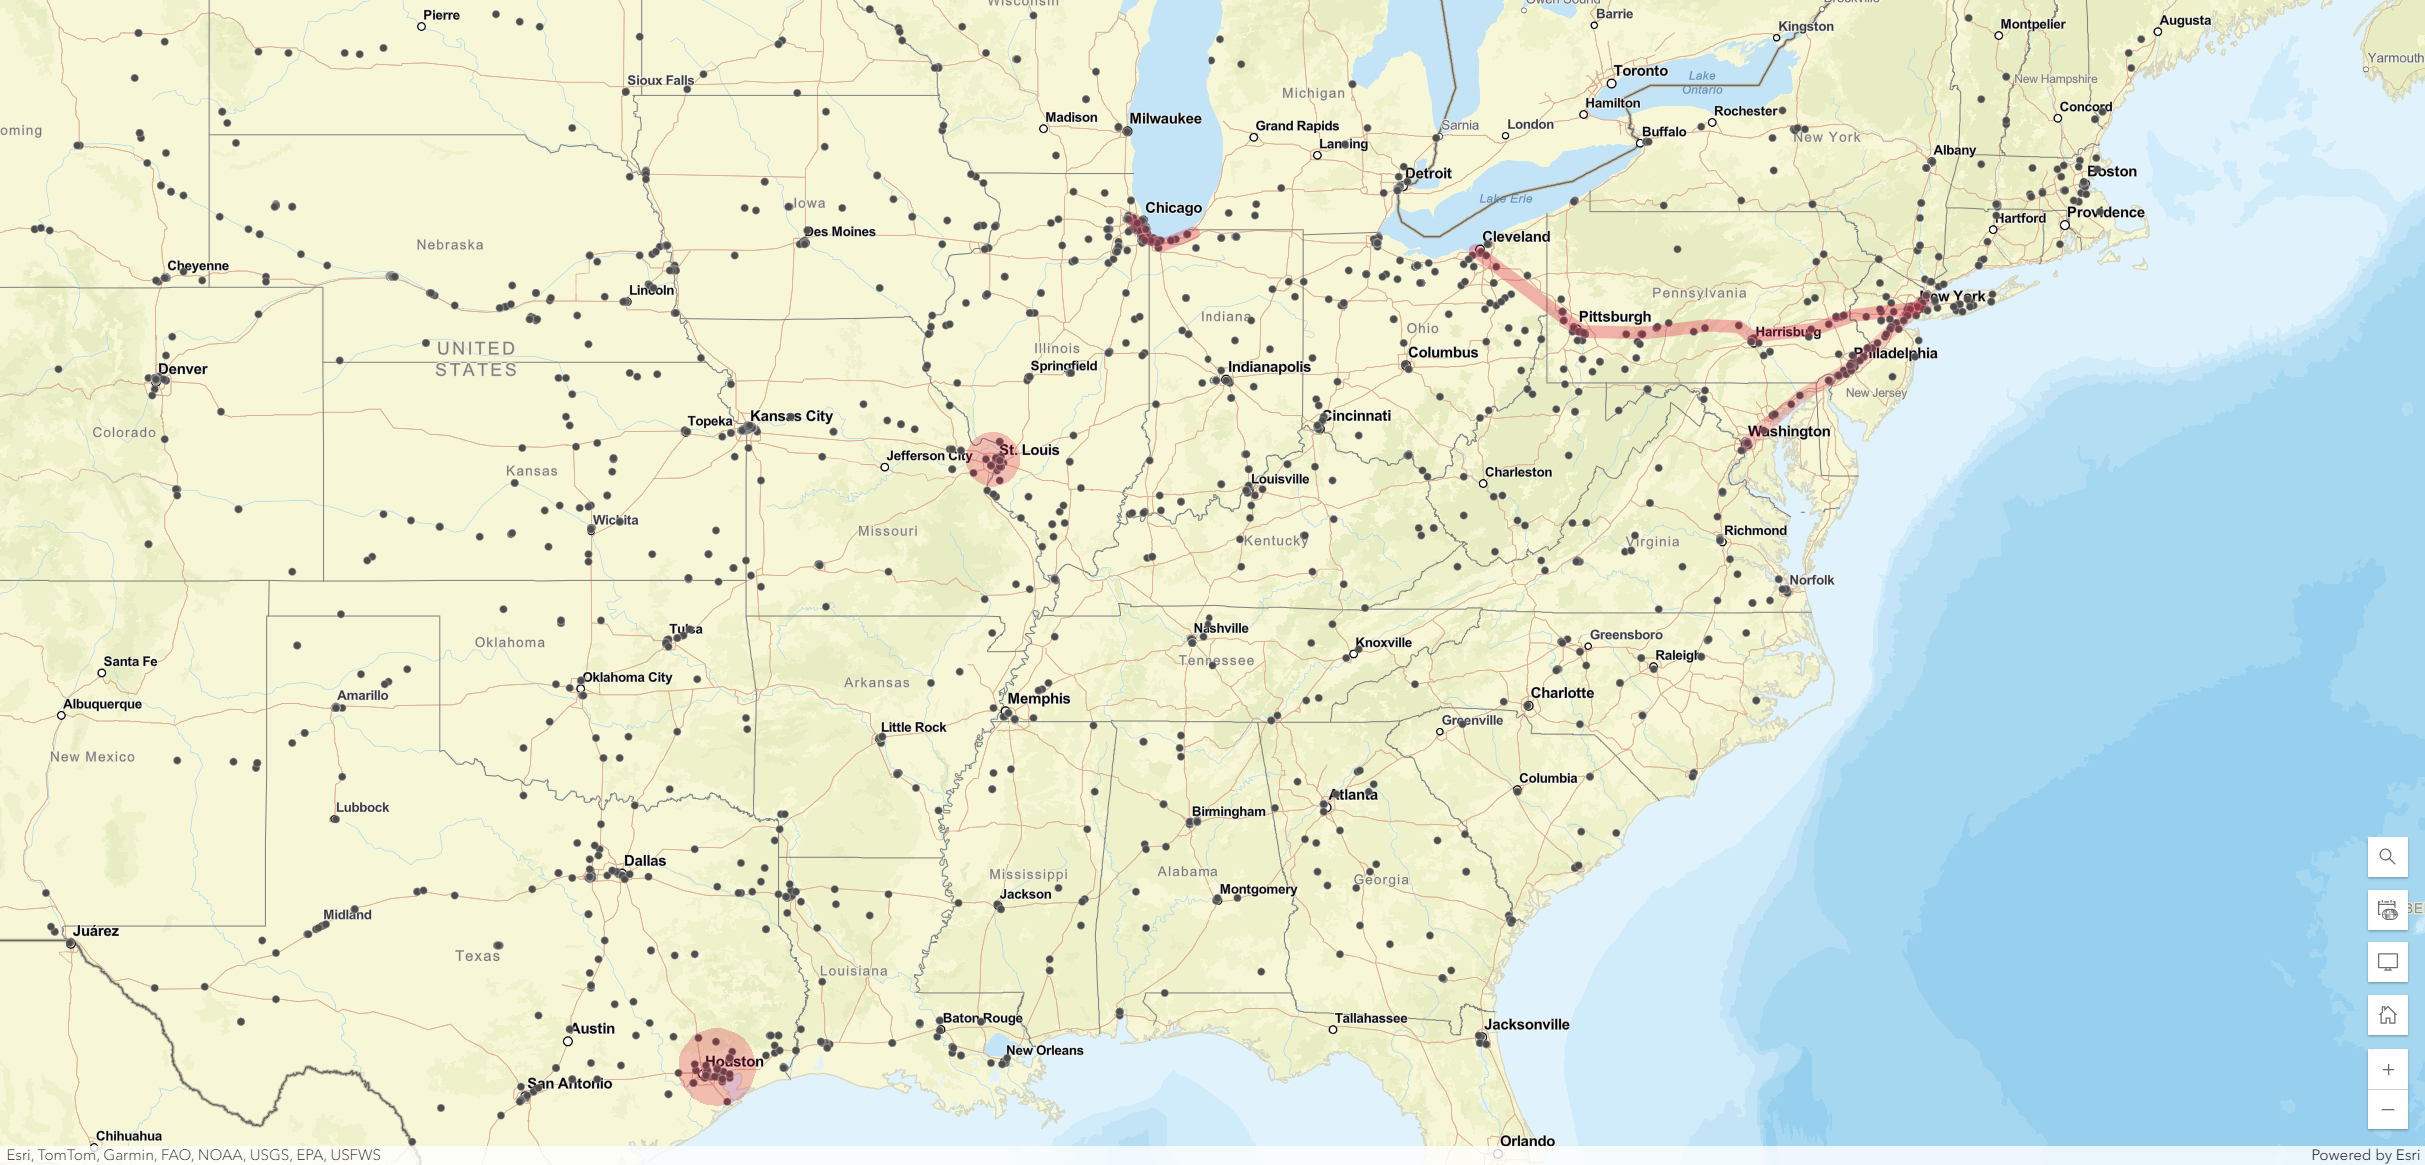 Wisconsin
Owen Sound
Brockville
Pierre
Barrie
Kingston
Montpelier
Augusta
Yarmouth
Sioux Falls
Toronto
Lake
Ontario
New Hampshire
Michigan
Hamilton
Rochester
Concord
oming
Madison
Milwaukee
Grand Rapids
Sarnia
London
Buffalo
New York
Lansing
Albany
Detroit
Boston
Iowa
Chicago
Lake Erie
Hartford
Providence
Des Moines
Cleveland
Nebraska
Cheyenne
Lincoln
Pennsylvania
New York
Indiana
Ohio
Pittsburgh
Harrisburg
UNITED
STATES
Illinois
Columbus
Philadelphia
Denver
Springfield
Indianapolis
New Jersey
Colorado
Topeka
Kansas City
Cincinnati
Washington
St. Louis
Jefferson City
Kansas
Louisville
Charleston
Wichita
Missouri
Kentucky
Virginia
Richmond
Norfolk
Oklahoma
Tulsa
Nashville
Knoxville
Greensboro
Raleigh
Santa Fe
Tennessee
Oklahoma City
Arkansas
Amarillo
Albuquerque
Memphis
Charlotte
Little Rock
Greenville
New Mexico
Columbia
Lubbock
Birmingham
Atlanta
Dallas
Mississippi
Alabama
Georgia
Jackson
Montgomery
BE
Midland
Juárez
Texas
Louisiana
Baton Rouge
Tallahassee
Jacksonville
Austin
New Orleans
Houston
San Antonio
Chihuahua
Orlando
Esri, TomTom, Garmin, FAO, NOAA, USGS, EPA, USFWS
Powered by Esri